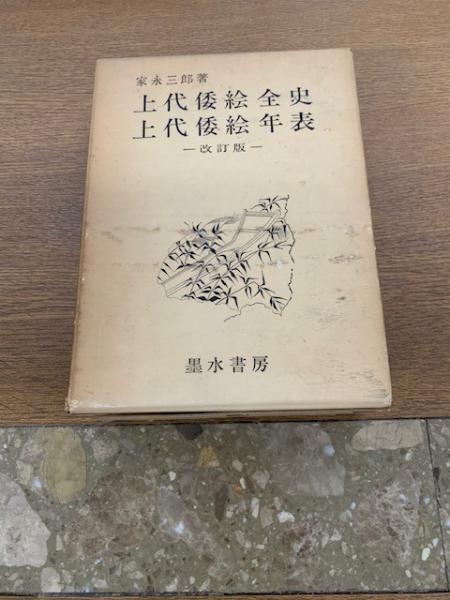 家永三郎著
上代倭絵全史
上代倭絵年表
―改訂版―
墨水書房